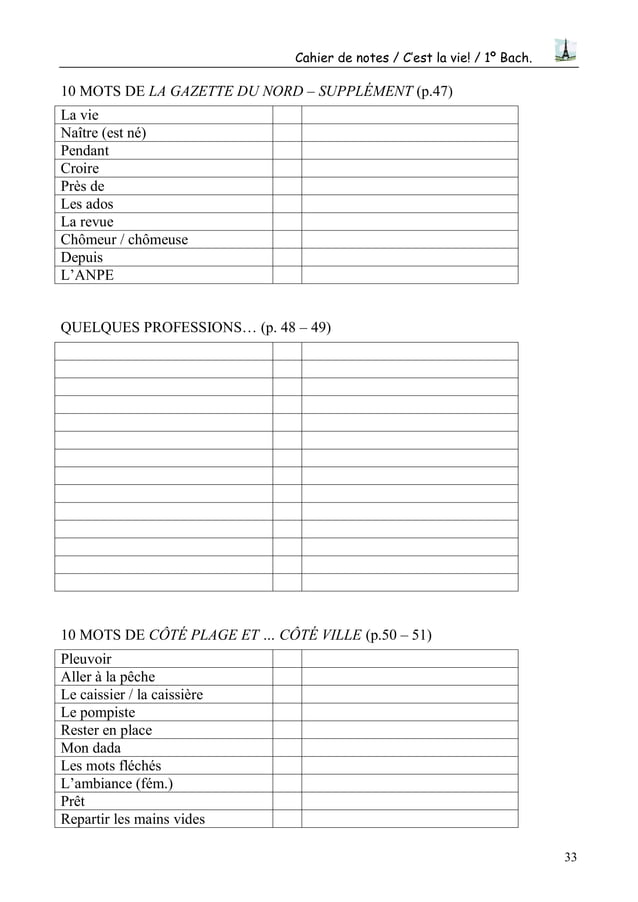 Cahier de notes / C’est la vie! / 1º Bach.
10 MOTS DE LA GAZETTE DU NORD – SUPPLÉMENT (p.47)
La vie
Naître (est né)
Pendant
Croire
Près de
Les ados
La revue
Chômeur / chômeuse
Depuis
L’ANPE
QUELQUES PROFESSIONS… (p. 48 – 49)
10 MOTS DE CÔTÉ PLAGE ET … CÔTÉ VILLE (p.50 – 51)
Pleuvoir
Aller à la pêche
Le caissier / la caissière
Le pompiste
Rester en place
Mon dada
Les mots fléchés
L’ambiance (fém.)
Prêt
Repartir les mains vides
33